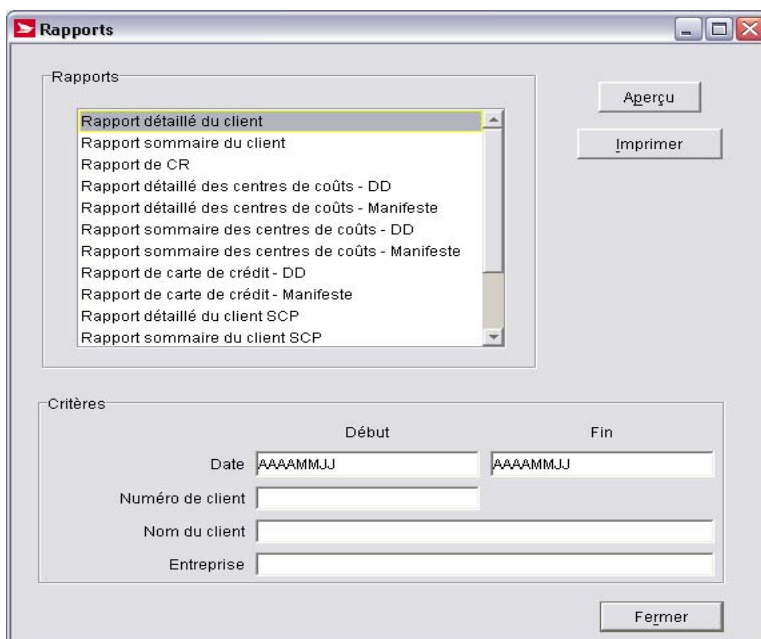 Rapports
Rapports
Rapport détaillé du client
Rapport sommaire du client
Rapport de CR
Rapport détaillé des centres de coûts - DD
Rapport détaillé des centres de coûts - Manifeste
Rapport sommaire des centres de coûts - DD
Rapport sommaire des centres de coûts - Manifeste
Rapport de carte de crédit - DD
Rapport de carte de crédit - Manifeste
Rapport détaillé du client SCP
Rapport sommaire du client SCP
Aperçu
Imprimer
Critères
Début Fin
Date AAAAMMJJ AAAAMMJJ
Numéro de client
Nom du client
Entreprise
Fermer